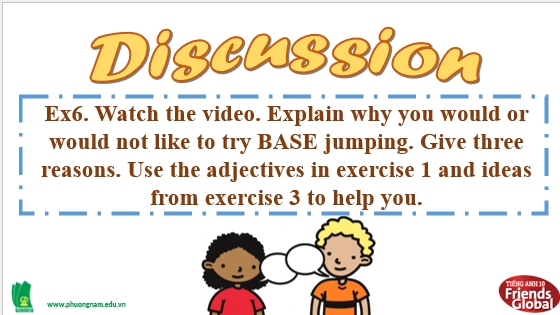 Discussion
Ex6. Watch the video. Explain why you would or
would not like to try BASE jumping. Give three
reasons. Use the adjectives in exercise 1 and ideas
from exercise 3 to help you.
www.phuongnam.edu.vn
TIẾNG ANH 10
Friends
Global